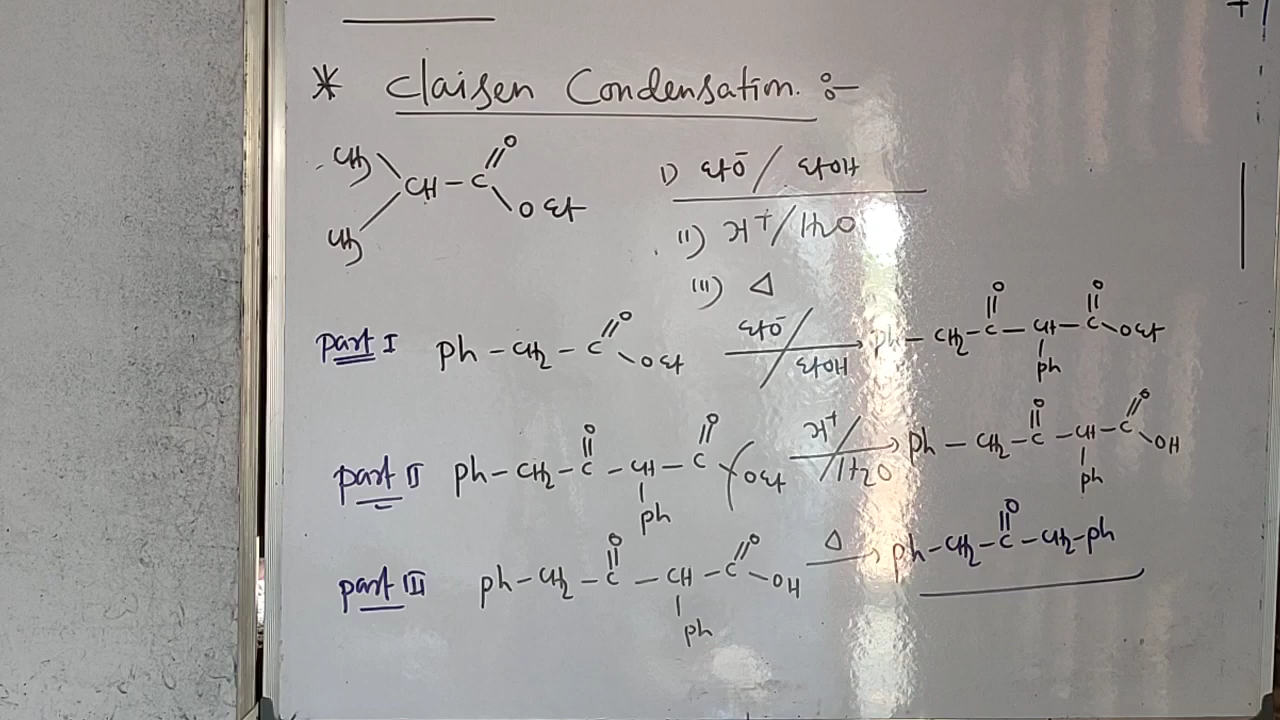 * Claisen Condensation :-
CH3 CH3 CH - C O OEt
i) EtO- / EtOH
ii) H+ / H2O
iii) Δ
Part I Ph - CH2 - C O OEt EtO- / EtOH → Ph - CH2 - C O - CH Ph - C O OEt
Part II Ph - CH2 - C O - CH Ph - C O OEt H+ / H2O → Ph - CH2 - C O - CH Ph - C O OH
Part III Ph - CH2 - C O - CH Ph - C O OH Δ → Ph - CH2 - C O - CH2 - Ph